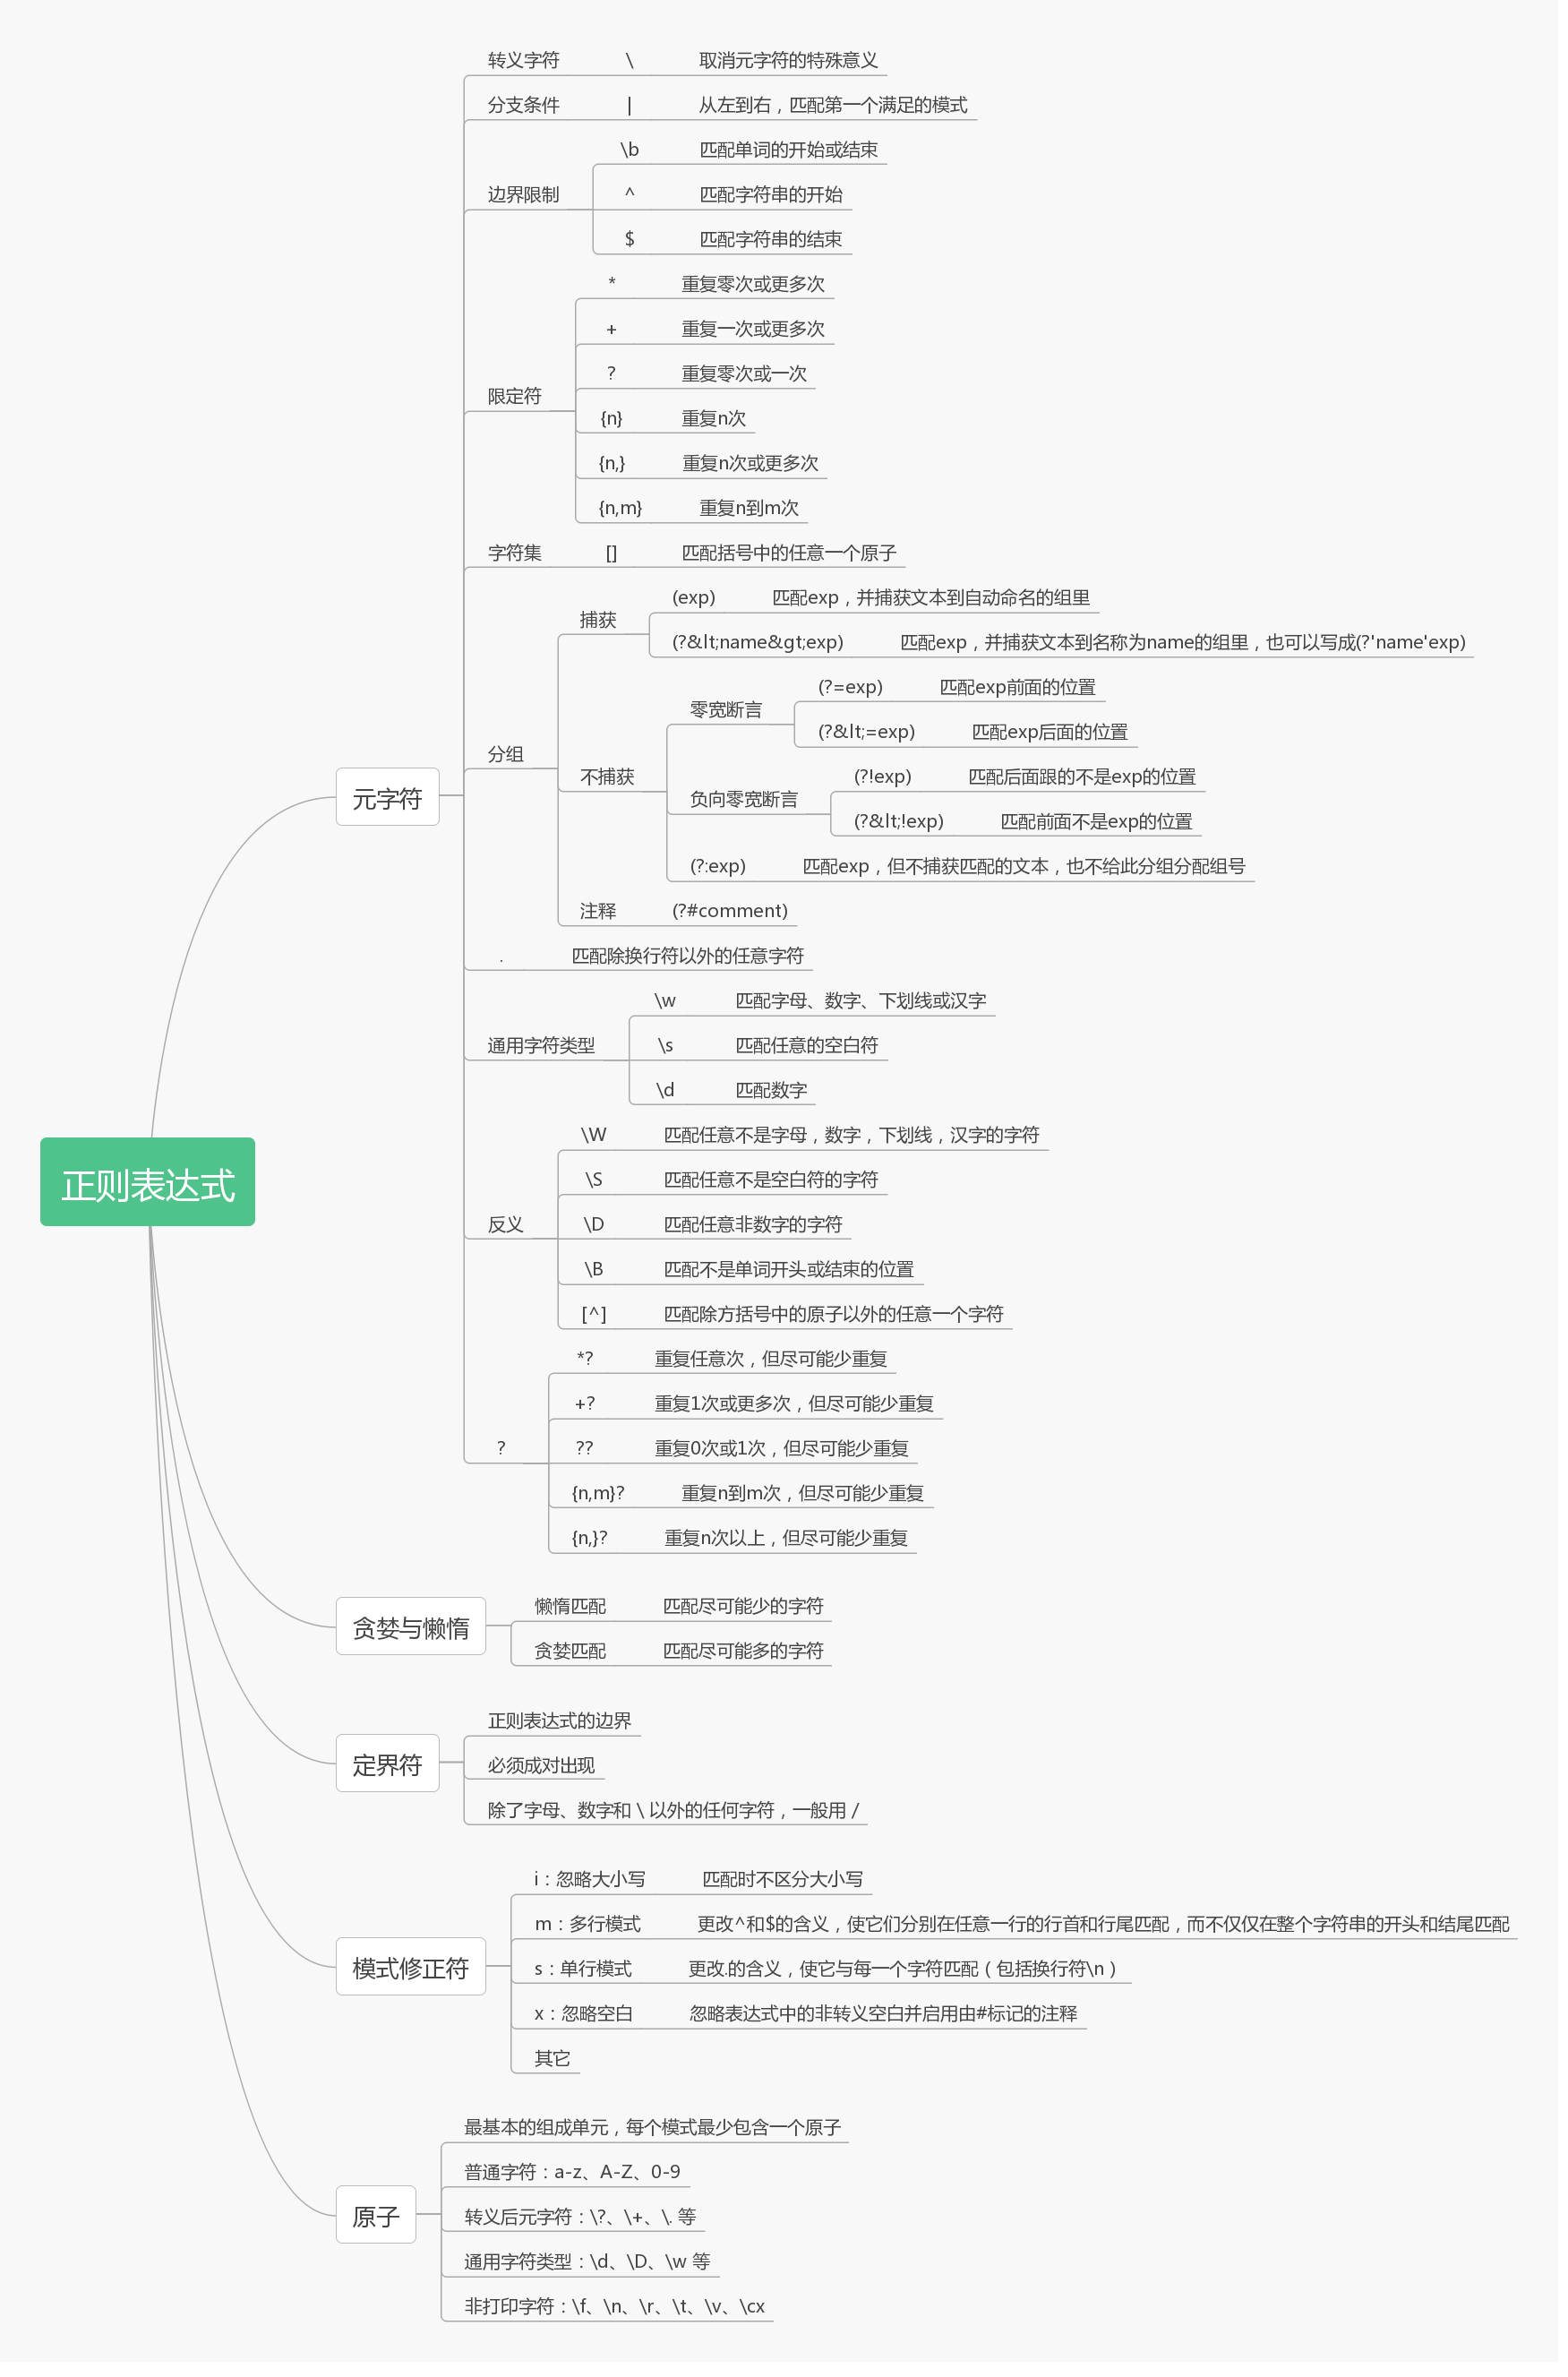 转义字符 \ 取消元字符的特殊意义
分支条件 | 从左到右，匹配第一个满足的模式
\b 匹配单词的开始或结束
边界限制 ^ 匹配字符串的开始
$ 匹配字符串的结束
* 重复零次或更多次
+ 重复一次或更多次
? 重复零次或一次
限定符
{n} 重复n次
{n,} 重复n次或更多次
{n,m} 重复n到m次
字符集 [] 匹配括号中的任意一个原子
(exp) 匹配exp，并捕获文本到自动命名的组里
捕获
(?&lt;name&gt;exp) 匹配exp，并捕获文本到名称为name的组里，也可以写成(?'name'exp)
(?=exp) 匹配exp前面的位置
零宽断言
(?&lt;=exp) 匹配exp后面的位置
分组
不捕获
(?!exp) 匹配后面跟的不是exp的位置
负向零宽断言
(?&lt;!exp) 匹配前面不是exp的位置
元字符
(?:exp) 匹配exp，但不捕获匹配的文本，也不给此分组分配组号
注释 (?#comment)
. 匹配除换行符以外的任意字符
\w 匹配字母、数字、下划线或汉字
通用字符类型 \s 匹配任意的空白符
\d 匹配数字
\W 匹配任意不是字母，数字，下划线，汉字的字符
\S 匹配任意不是空白符的字符
正则表达式
反义 \D 匹配任意非数字的字符
\B 匹配不是单词开头或结束的位置
[^] 匹配除方括号中的原子以外的任意一个字符
*? 重复任意次，但尽可能少重复
+? 重复1次或更多次，但尽可能少重复
? ?? 重复0次或1次，但尽可能少重复
{n,m}? 重复n到m次，但尽可能少重复
{n,}? 重复n次以上，但尽可能少重复
懒惰匹配 匹配尽可能少的字符
贪婪与懒惰
贪婪匹配 匹配尽可能多的字符
正则表达式的边界
定界符 必须成对出现
除了字母、数字和 \ 以外的任何字符，一般用 /
i：忽略大小写 匹配时不区分大小写
m：多行模式 更改^和$的含义，使它们分别在任意一行的行首和行尾匹配，而不仅仅在整个字符串的开头和结尾匹配
模式修正符 s：单行模式 更改.的含义，使它与每一个字符匹配（包括换行符\n）
x：忽略空白 忽略表达式中的非转义空白并启用由#标记的注释
其它
最基本的组成单元，每个模式最少包含一个原子
普通字符：a-z、A-Z、0-9
原子 转义后元字符：\?、\+、\. 等
通用字符类型：\d、\D、\w 等
非打印字符：\f、\n、\r、\t、\v、\cx